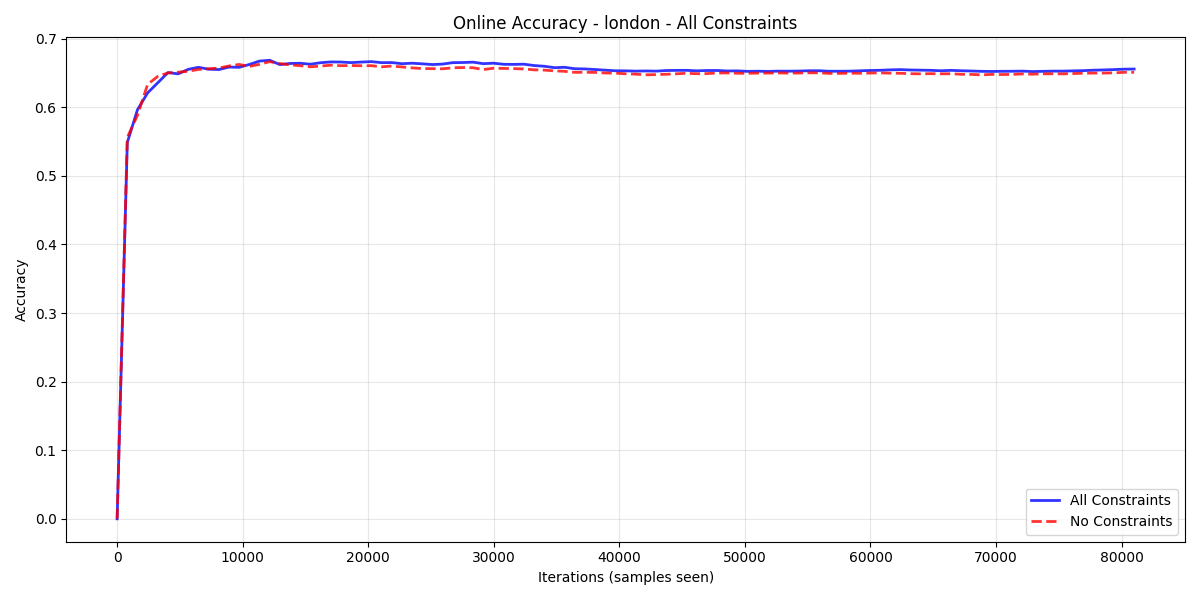 Online Accuracy - london - All Constraints
0.7
0.6
0.5
0.4
0.3
0.2
0.1
0.0
Accuracy
All Constraints
No Constraints
0 10000 20000 30000 40000 50000 60000 70000 80000
Iterations (samples seen)